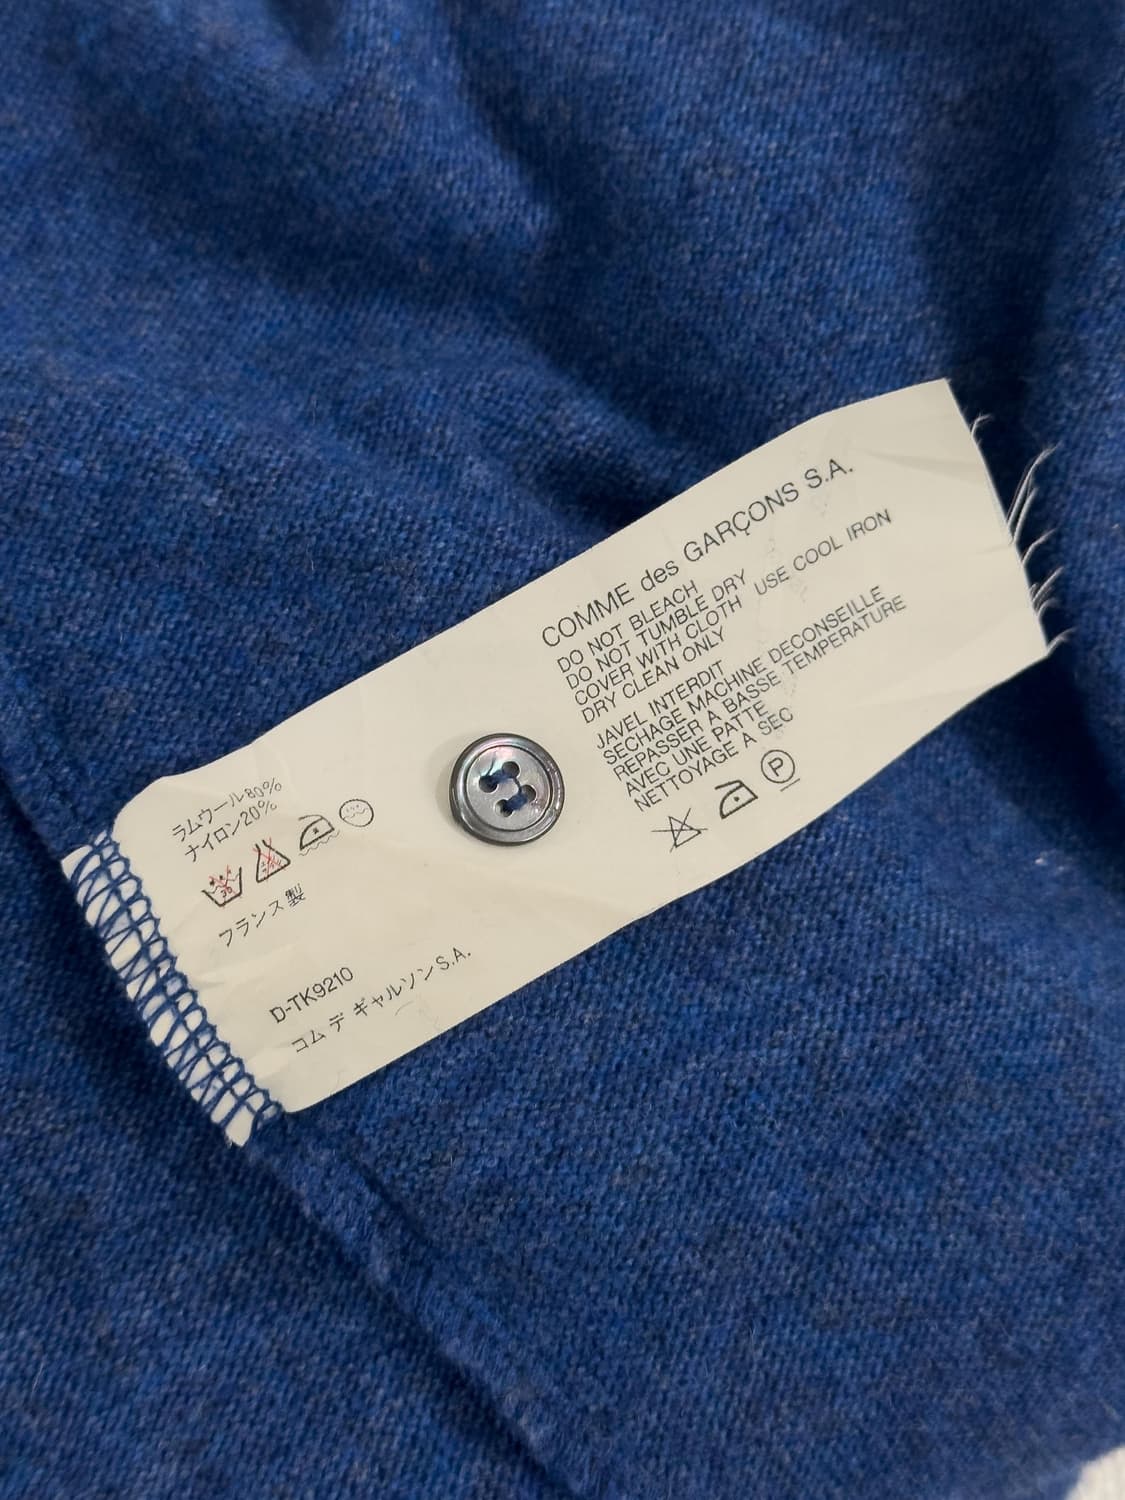 COMME des GARÇONS S.A.
DO NOT BLEACH
DO NOT TUMBLE DRY
COVER WITH CLOTH USE COOL IRON
DRY CLEAN ONLY
JAVEL INTERDIT
SECHAGE MACHINE DECONSEILLE
REPASSER A BASSE TEMPERATURE
AVEC UNE PATTE
NETTOYAGE A SEC
P
ラムウール80%
ナイロン20%
フランス製
D-TK9210
コム デ ギャルソンS.A.